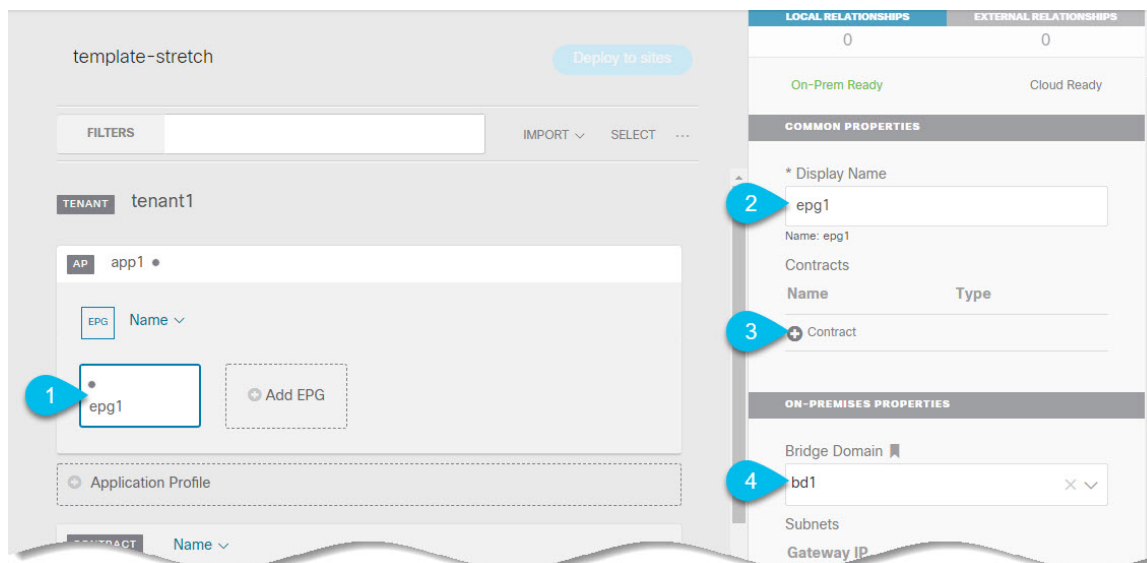 LOCAL RELATIONSHIPS EXTERNAL RELATIONSHIPS
0 0
template-stretch Deploy to sites
On-Prem Ready Cloud Ready
FILTERS IMPORT SELECT ...
COMMON PROPERTIES
* Display Name
TENANT tenant1
2 epg1
Name: epg1
AP app1
Contracts
Name Type
EPG Name
3 Contract
1 epg1
Add EPG
ON-PREMISES PROPERTIES
Bridge Domain
Application Profile
4 bd1
CONTRACT Name
Subnets
Gateway IP